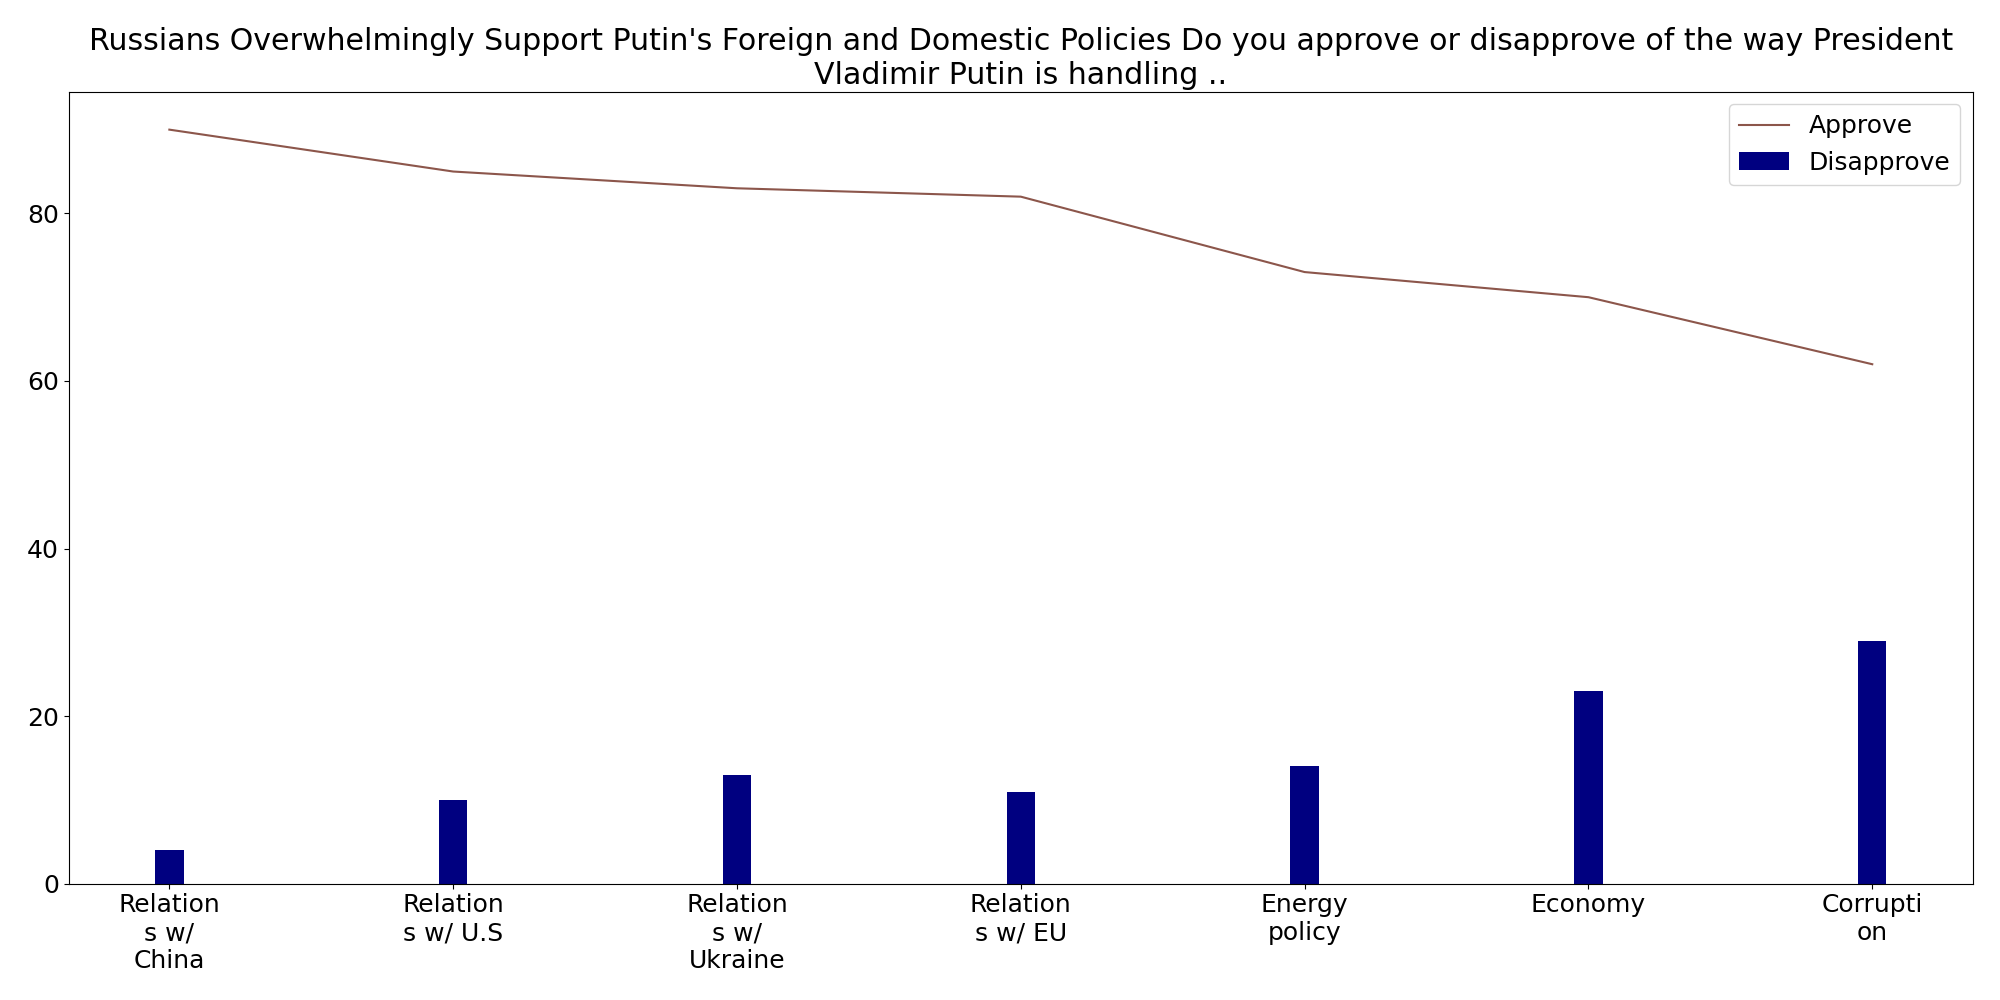 Russians Overwhelmingly Support Putin's Foreign and Domestic Policies Do you approve or disapprove of the way President
Vladimir Putin is handling ..
Approve
Disapprove
80
60
40
20
0
Relation
s w/
China
Relation
s w/ U.S
Relation
s w/
Ukraine
Relation
s w/ EU
Energy
policy
Economy
Corrupti
on